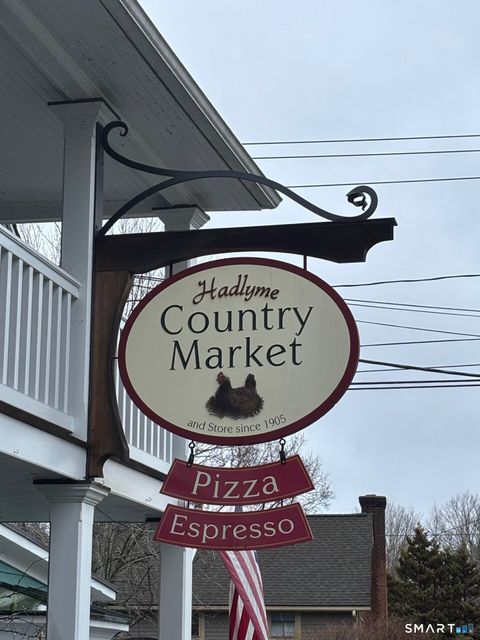 Hadlyme
Country
Market
and Store since 1905
Pizza
Espresso
SMART